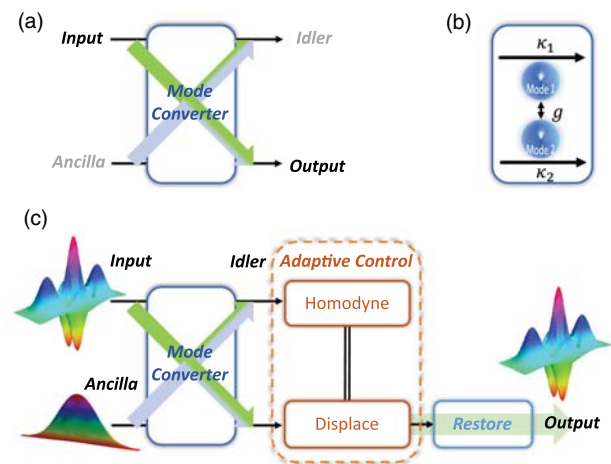 (a)
Input
Idler
Mode
Converter
Ancilla
Output
(b)
κ₁
Mode 1
g
Mode 2
κ₂
(c)
Input
Idler
Adaptive Control
Homodyne
Mode
Converter
Ancilla
Displace
Restore
Output